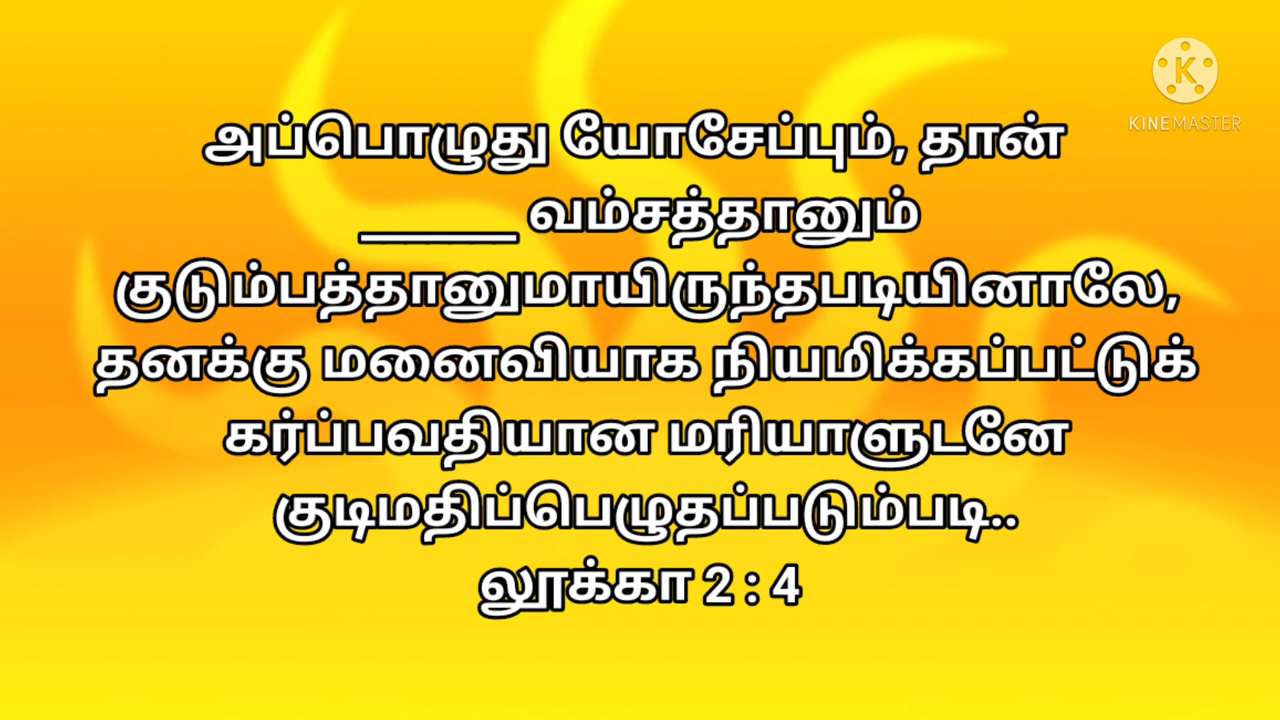 K
KINEMASTER
அப்பொழுது யோசேப்பும், தான்
______ வம்சத்தானும்
குடும்பத்தானுமாயிருந்தபடியினாலே,
தனக்கு மனைவியாக நியமிக்கப்பட்டுக்
கர்ப்பவதியான மரியாளுடனே
குடிமதிப்பெழுதப்படும்படி..
லூக்கா 2 : 4